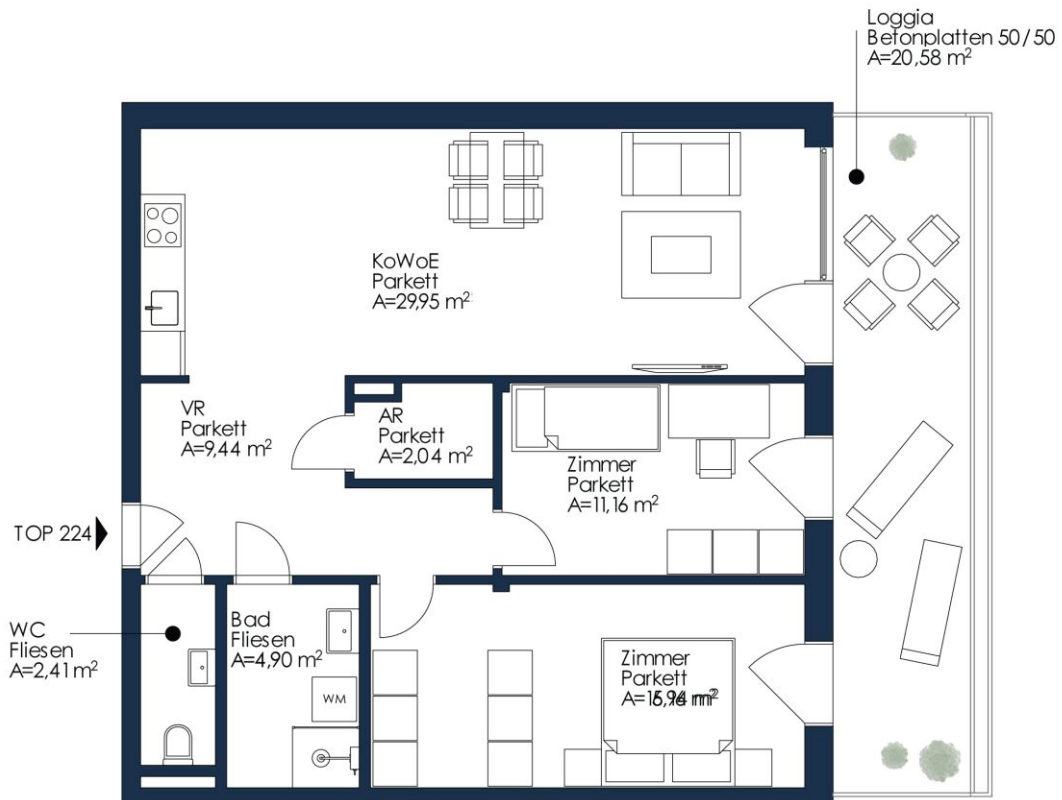 Loggia
Betonplatten 50/50
A=20,58 m²
KoWoE
Parkett
A=29,95 m²
VR
Parkett
A=9,44 m²
AR
Parkett
A=2,04 m²
Zimmer
Parkett
A=11,16 m²
TOP 224
WC
Fliesen
A=2,41 m²
Bad
Fliesen
A=4,90 m²
WM
Zimmer
Parkett